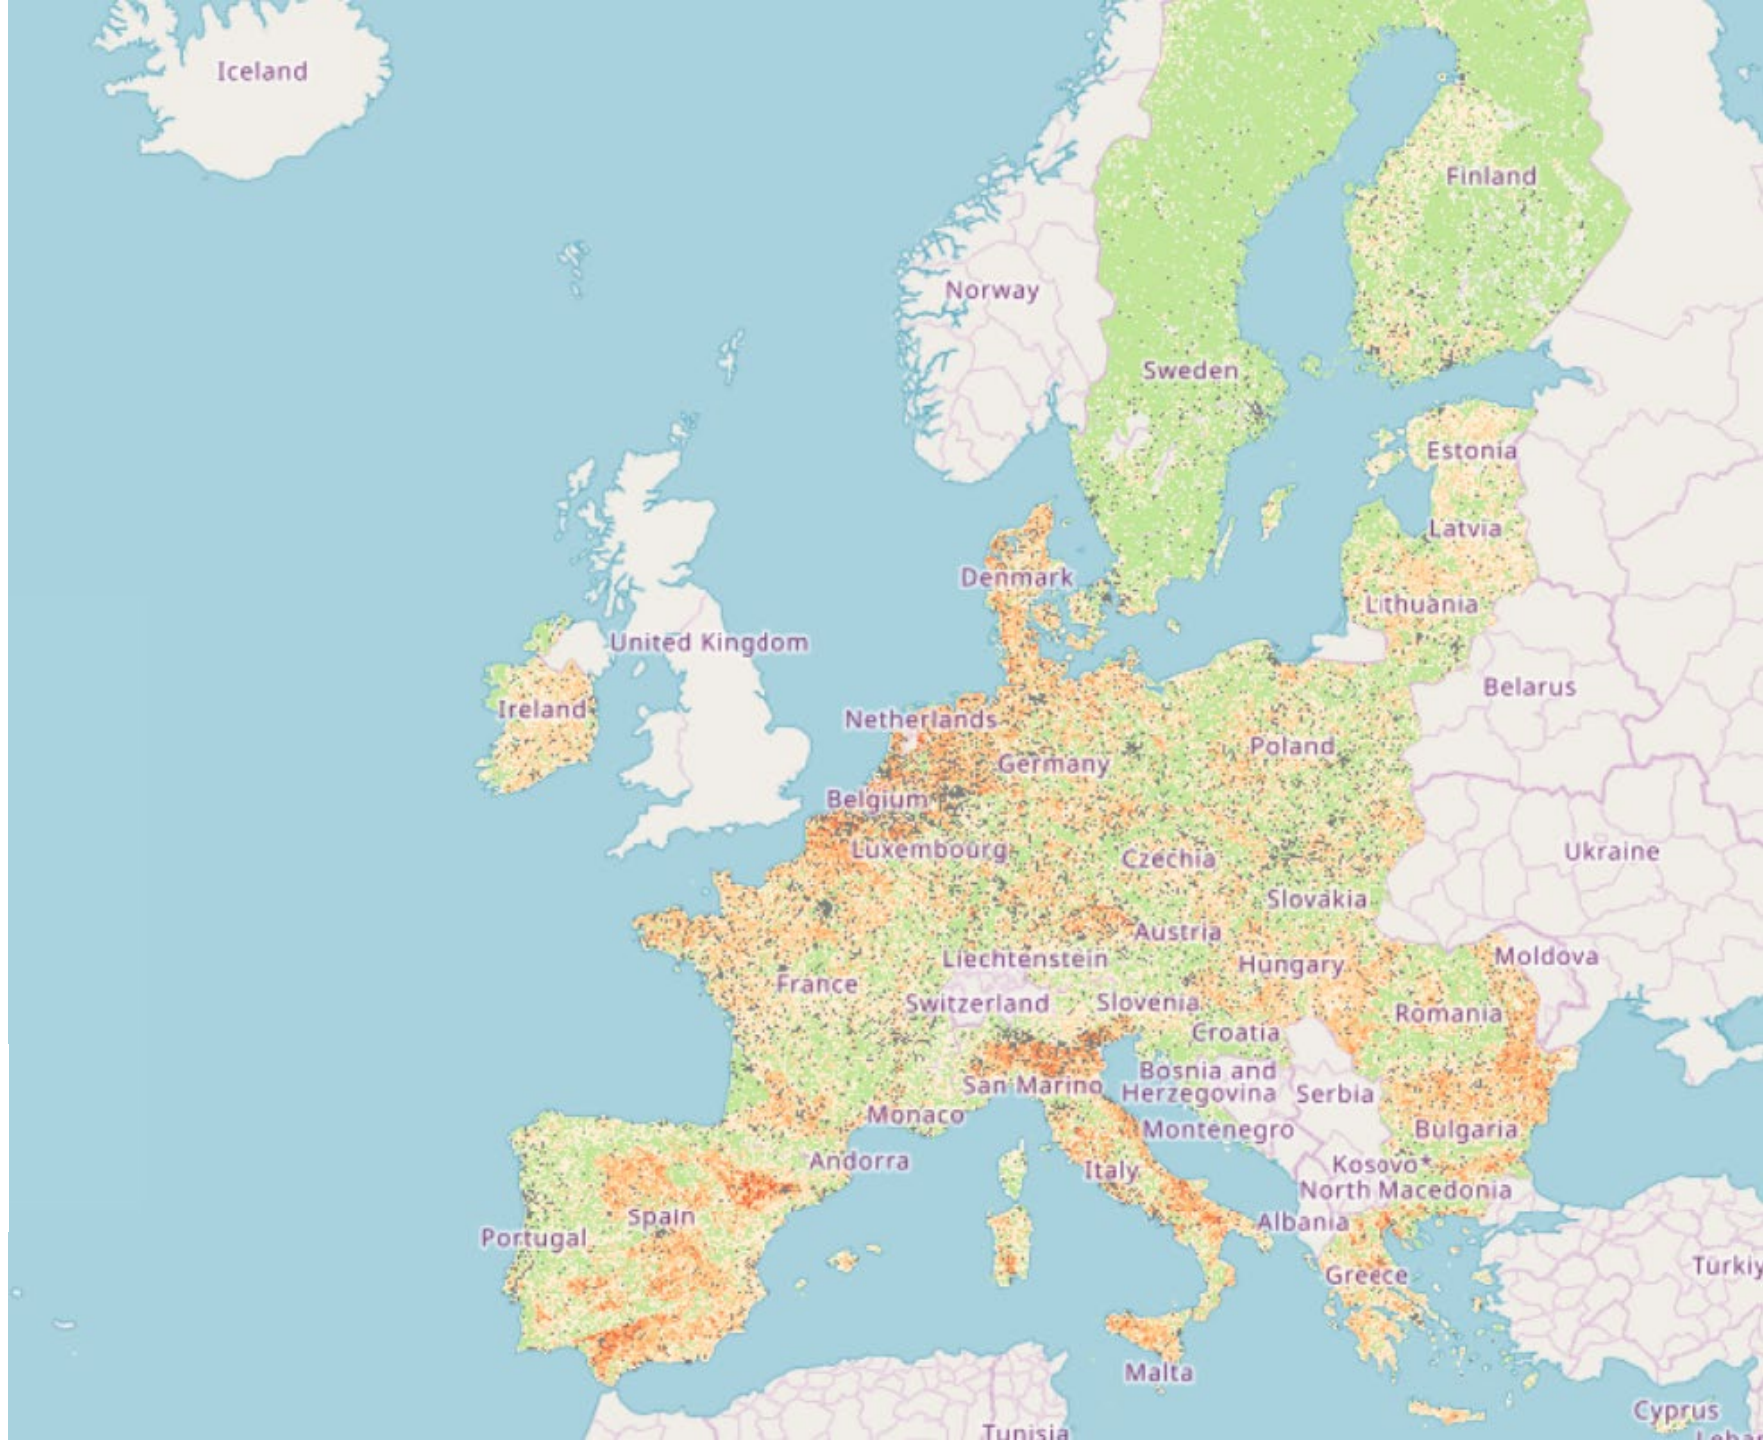 Iceland
Finland
Norway
Sweden
Estonia
Latvia
Denmark
Lithuania
United Kingdom
Belarus
Ireland
Netherlands
Poland
Germany
Belgium
Luxembourg
Czechia
Ukraine
Slovakia
Austria
Liechtenstein
Hungary
Moldova
France
Switzerland
Slovenia
Romania
Croatia
Bosnia and
Herzegovina
San Marino
Serbia
Monaco
Montenegro
Bulgaria
Andorra
Italy
Kosovo*
North Macedonia
Spain
Portugal
Albania
Greece
Türkiy
Malta
Cyprus
Tunisia
Leba